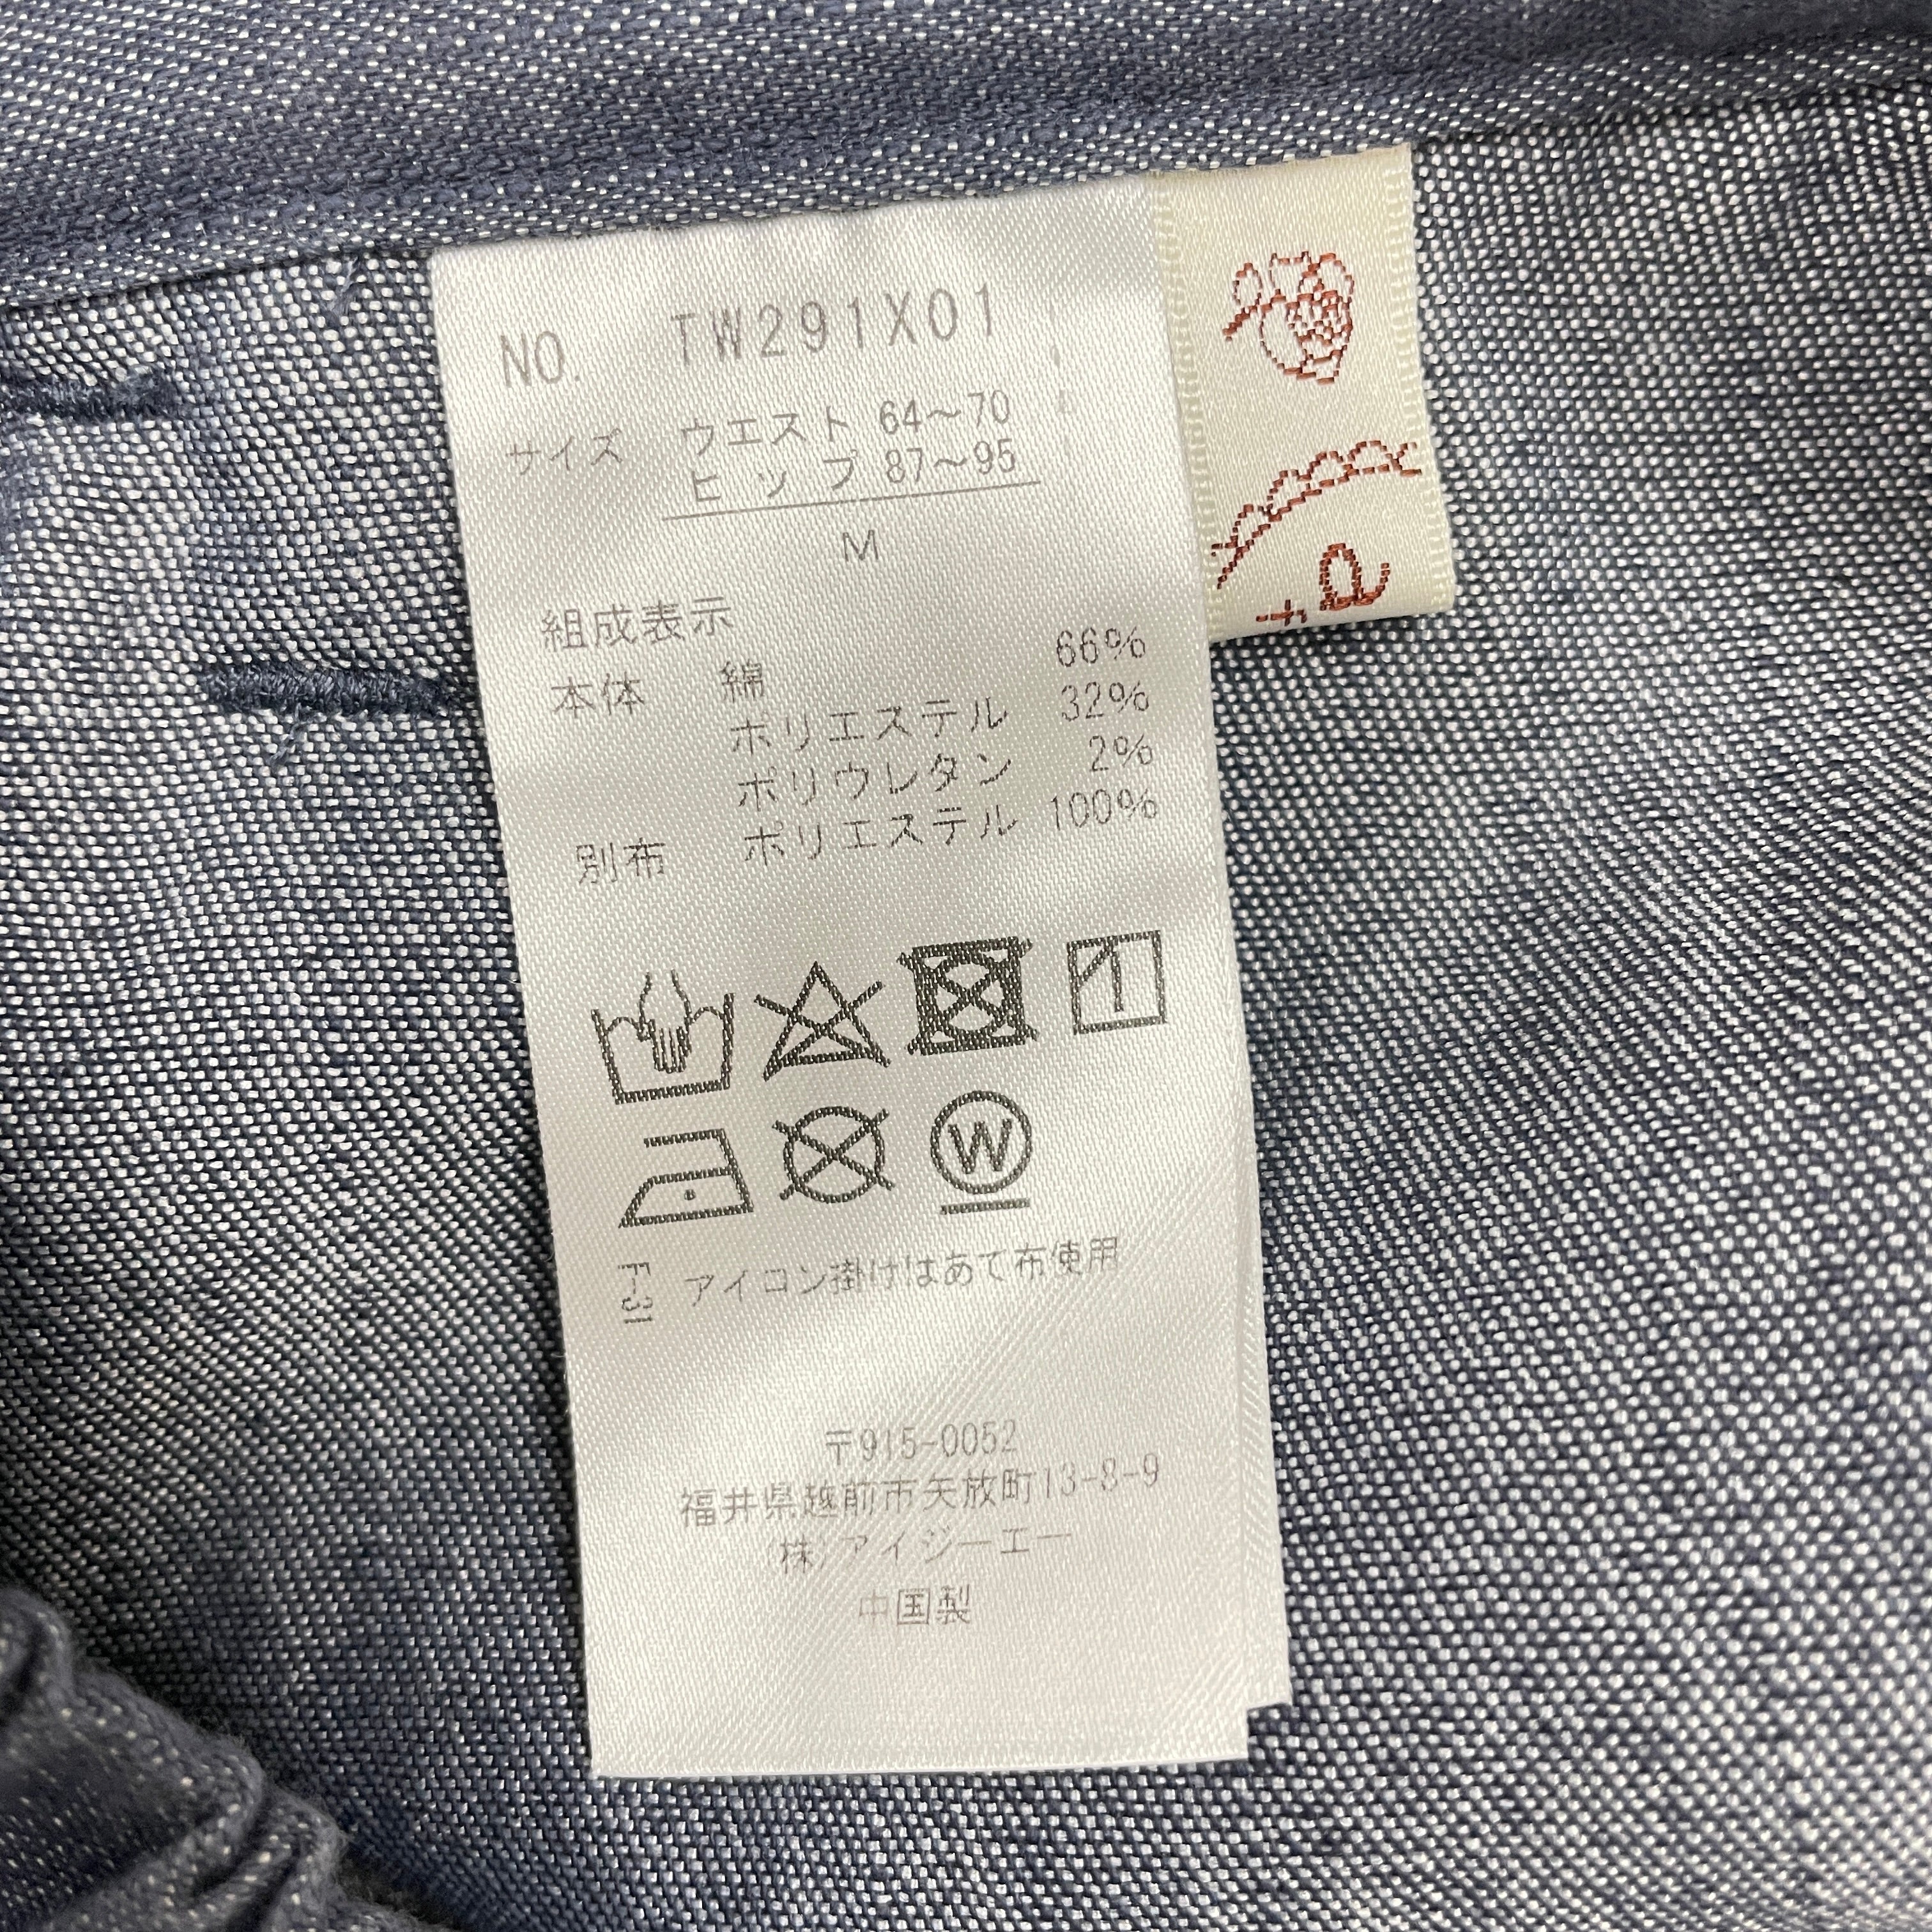 NO. TW291X01
サイズ ウエスト 64〜70
ヒップ 87〜95
M
組成表示
本体 綿 66%
ポリエステル 32%
ポリウレタン 2%
別布 ポリエステル 100%
W
F-31 アイロン掛けはあて布使用
〒915-0052
福井県越前市矢放町13-8-9
(株)アイジーエー
中国製